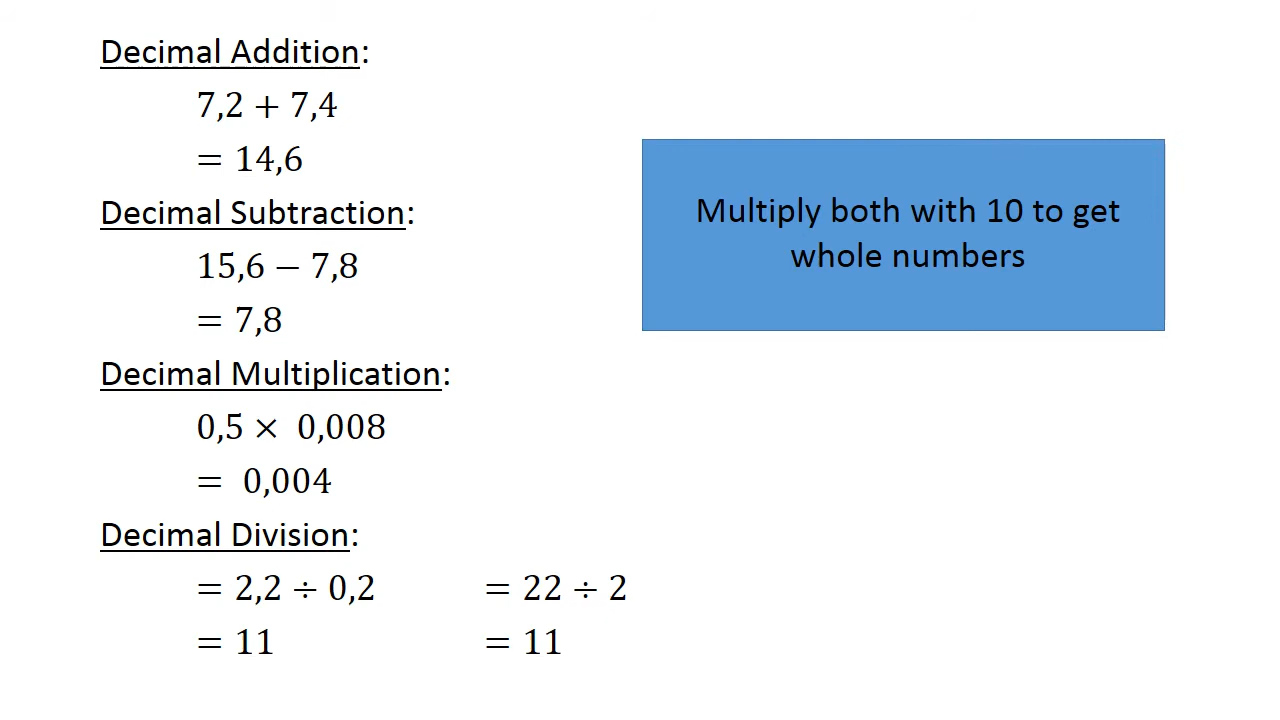 Decimal Addition:
7,2 + 7,4
= 14,6
Decimal Subtraction:
15,6 − 7,8
= 7,8
Decimal Multiplication:
0,5 × 0,008
= 0,004
Decimal Division:
= 2,2 ÷ 0,2
= 22 ÷ 2
= 11
= 11
Multiply both with 10 to get
whole numbers